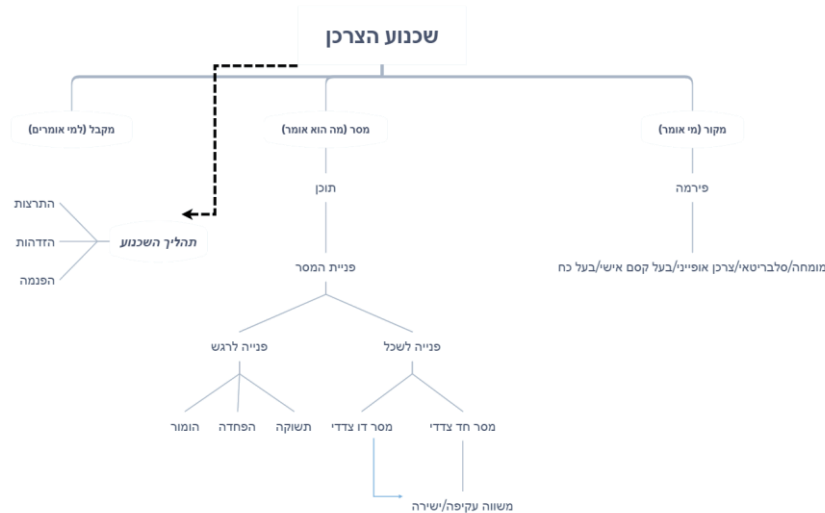 שכנוע הצרכן
מקור (מי אומר)
מסר (מה הוא אומר)
מקבל (למי אומרים)
פירמה
תוכן
התרצות
תהליך השכנוע
הזדהות
הפנמה
מומחה/סלבריטאי/צרכן אופייני/בעל קסם אישי/בעל כח
פניית המסר
פנייה לשכל
פנייה לרגש
מסר חד צדדי
מסר דו צדדי
תשוקה
הפחדה
הומור
משווה עקיפה/ישירה